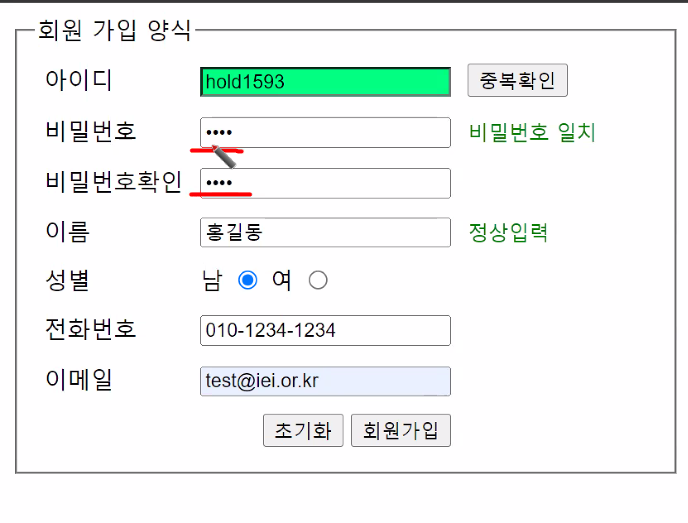 회원 가입 양식
아이디 hold1593 중복확인
비밀번호 •••• 비밀번호 일치
비밀번호확인 ••••
이름 홍길동 정상입력
성별 남 여
전화번호 010-1234-1234
이메일 test@iei.or.kr
초기화 회원가입